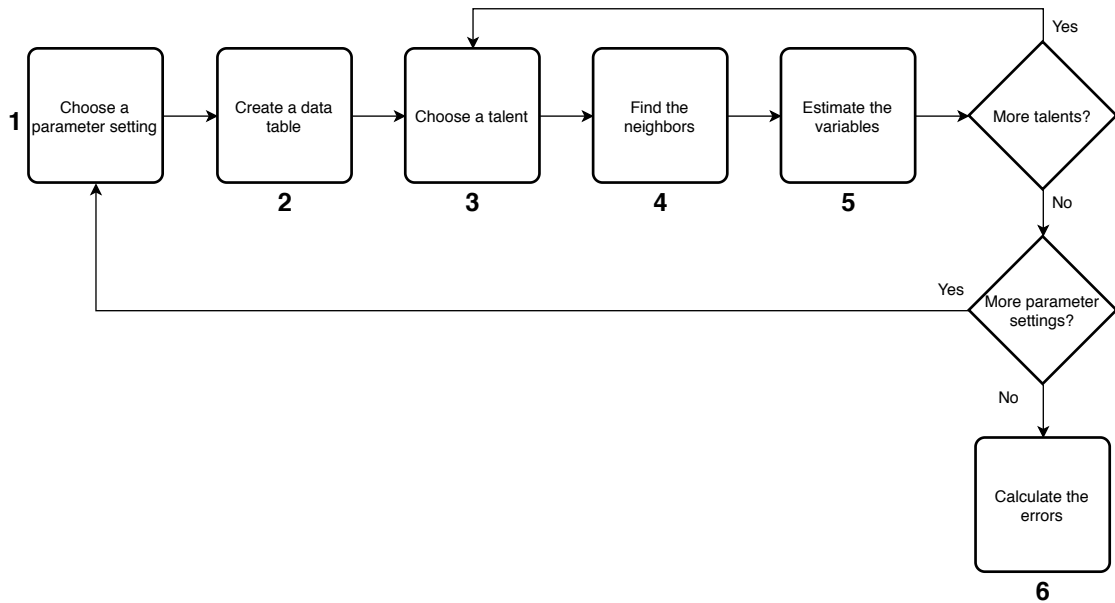 Yes
1
Choose a
parameter setting
Create a data
table
Choose a talent
Find the
neighbors
Estimate the
variables
More talents?
2
3
4
5
No
Yes
More parameter
settings?
No
Calculate the
errors
6